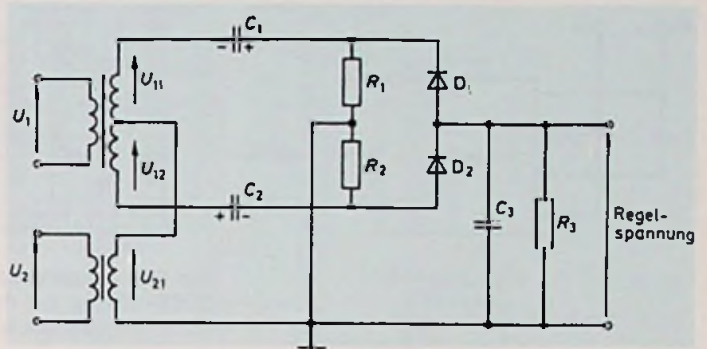 C1
- +
U11
R1
D1
U1
U12
R2
D2
C2
+ -
C3
R3
Regel-
spannung
U2
U21